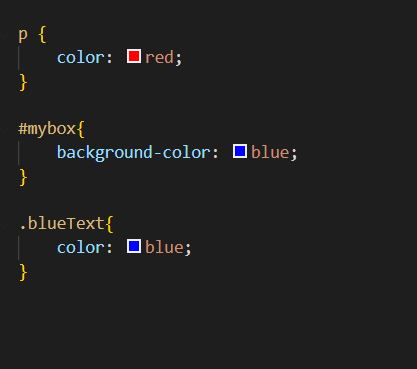 p {
    color: red;
}
#mybox{
    background-color: blue;
}
.blueText{
    color: blue;
}